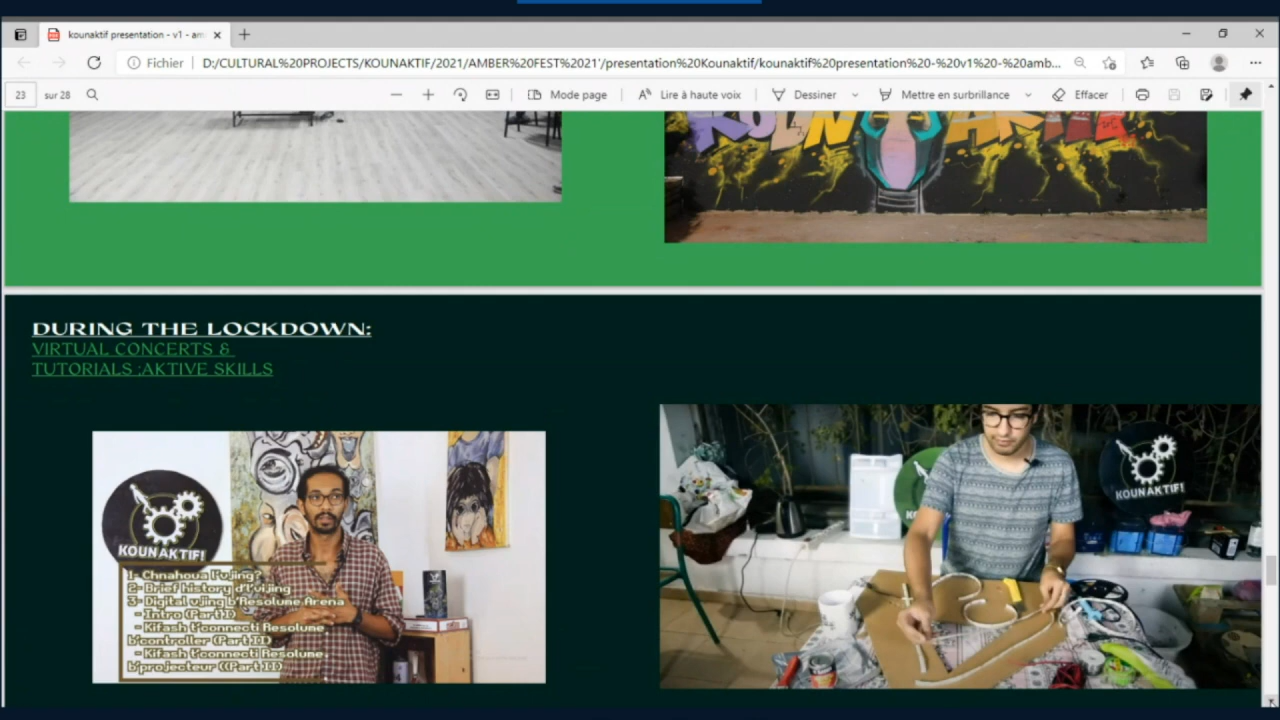 kounaktif presentation - v1 - am
Fichier
D:/CULTURAL%20PROJECTS/KOUNAKTIF/2021/AMBER%20FEST%2021'/presentation%20Kounaktif/kounaktif%20presentation%20-%20v1%20-%20amb...
23 sur 28
Mode page
Lire à haute voix
Dessiner
Mettre en surbrillance
Effacer
DURING THE LOCKDOWN:
VIRTUAL CONCERTS &
TUTORIALS :AKTIVE SKILLS
KOUNAKTIF!
1- Chnahoua l'vjing?
2- Brief history d'l'vijing
3- Digital vjing b'Resolume Arena
- Intro (Part I)
- Kifash t'connecti Resolume
b'controller (Part II)
- Kifash t'connecti Resolume.
b'projecteur ((Part II)
KOUNAKTIF!